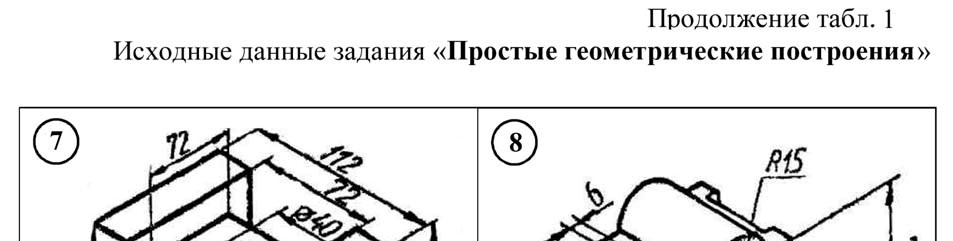 Продолжение табл. 1
Исходные данные задания «Простые геометрические построения»
7
72
112
72
ø40
8
6
R15